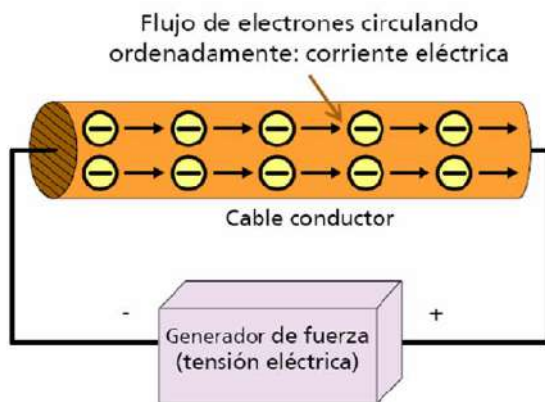 Flujo de electrones circulando
ordenadamente: corriente eléctrica
Cable conductor
- +
Generador de fuerza
(tensión eléctrica)